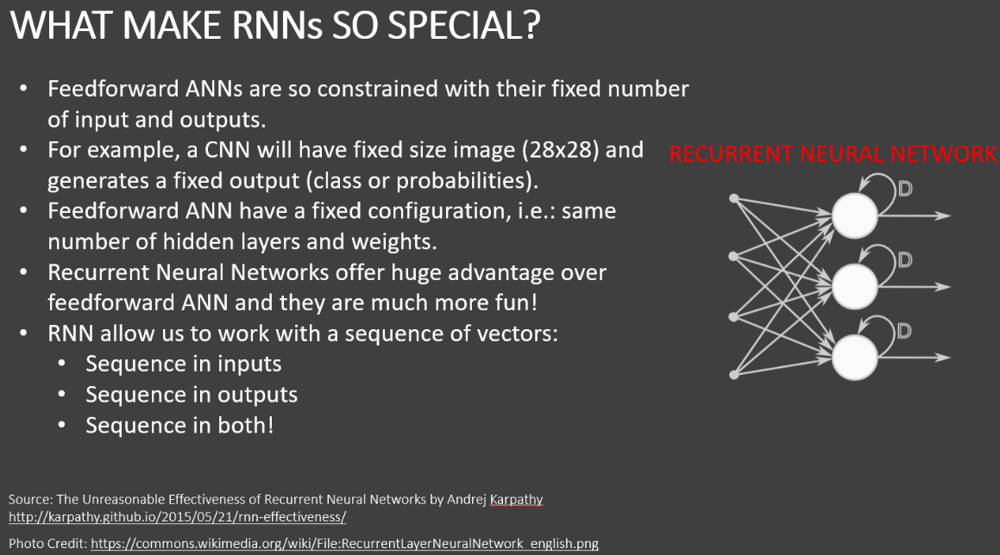 WHAT MAKE RNNs SO SPECIAL?
• Feedforward ANNs are so constrained with their fixed number
of input and outputs.
• For example, a CNN will have fixed size image (28x28) and
generates a fixed output (class or probabilities).
• Feedforward ANN have a fixed configuration, i.e.: same
number of hidden layers and weights.
• Recurrent Neural Networks offer huge advantage over
feedforward ANN and they are much more fun!
• RNN allow us to work with a sequence of vectors:
• Sequence in inputs
• Sequence in outputs
• Sequence in both!
RECURRENT NEURAL NETWORK
D
D
D
Source: The Unreasonable Effectiveness of Recurrent Neural Networks by Andrej Karpathy
http://karpathy.github.io/2015/05/21/rnn-effectiveness/
Photo Credit: https://commons.wikimedia.org/wiki/File:RecurrentLayerNeuralNetwork_english.png